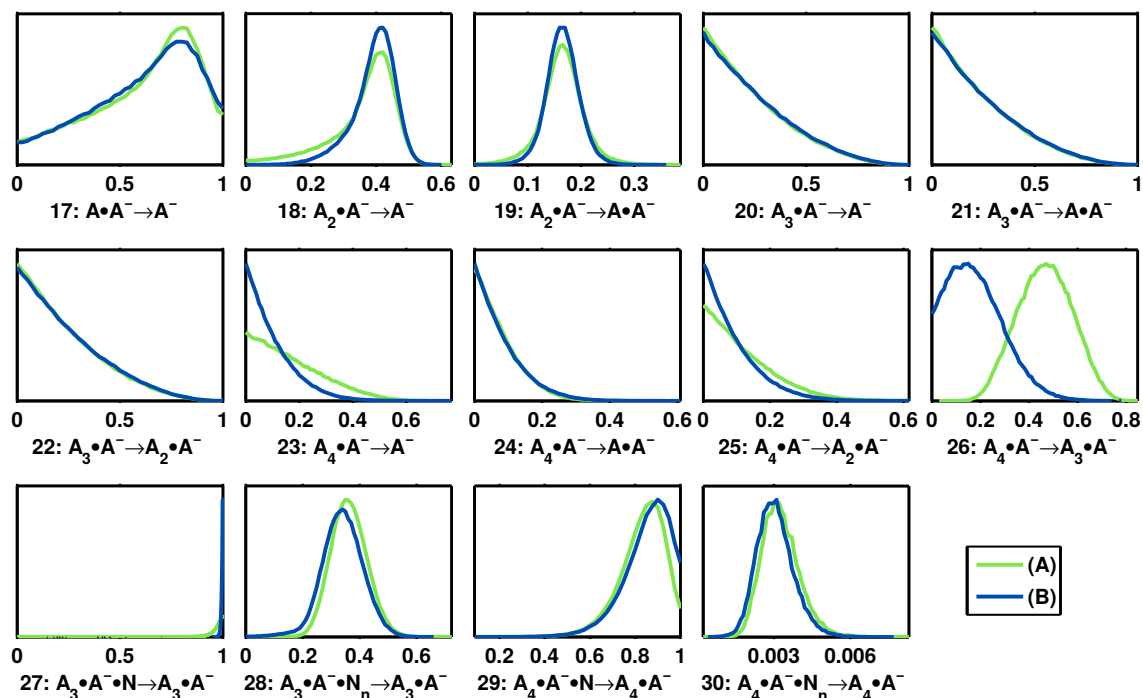 0 0.5 1 0 0.2 0.4 0.6 0 0.1 0.2 0.3 0 0.5 1 0 0.5 1
17: A•A⁻→A⁻ 18: A₂•A⁻→A⁻ 19: A₂•A⁻→A•A⁻ 20: A₃•A⁻→A⁻ 21: A₃•A⁻→A•A⁻
0 0.5 1 0 0.2 0.4 0.6 0 0.2 0.4 0.6 0 0.2 0.4 0.6 0 0.2 0.4 0.6 0.8
22: A₃•A⁻→A₂•A⁻ 23: A₄•A⁻→A⁻ 24: A₄•A⁻→A•A⁻ 25: A₄•A⁻→A₂•A⁻ 26: A₄•A⁻→A₃•A⁻
(A)
(B)
0 0.5 1 0 0.2 0.4 0.6 0.2 0.4 0.6 0.8 1 0.003 0.006
27: A₃•A⁻•N→A₃•A⁻ 28: A₃•A⁻•Nₙ→A₃•A⁻ 29: A₄•A⁻•N→A₄•A⁻ 30: A₄•A⁻•Nₙ→A₄•A⁻